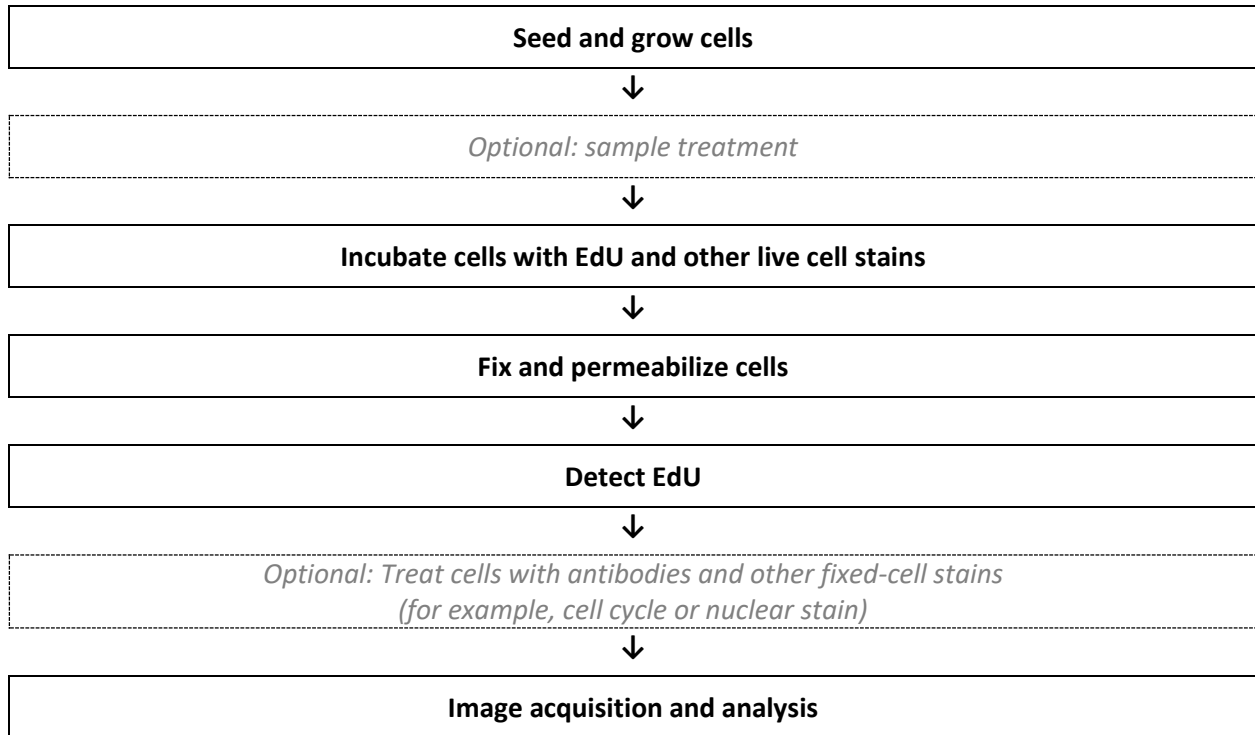 Seed and grow cells
↓
Optional: sample treatment
↓
Incubate cells with EdU and other live cell stains
↓
Fix and permeabilize cells
↓
Detect EdU
↓
Optional: Treat cells with antibodies and other fixed-cell stains
(for example, cell cycle or nuclear stain)
↓
Image acquisition and analysis